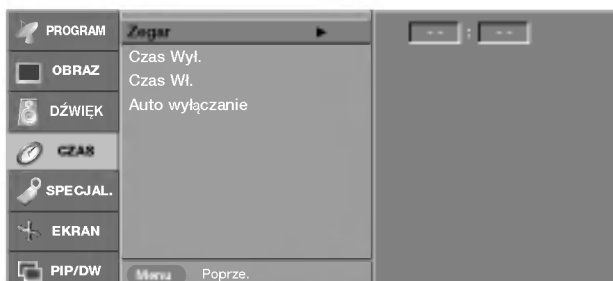 PROGRAM
OBRAZ
DŹWIĘK
CZAS
SPECJAL.
EKRAN
PIP/DW
Zegar ►
Czas Wył.
Czas Wł.
Auto wyłączanie
Menu Poprze.
-- : --